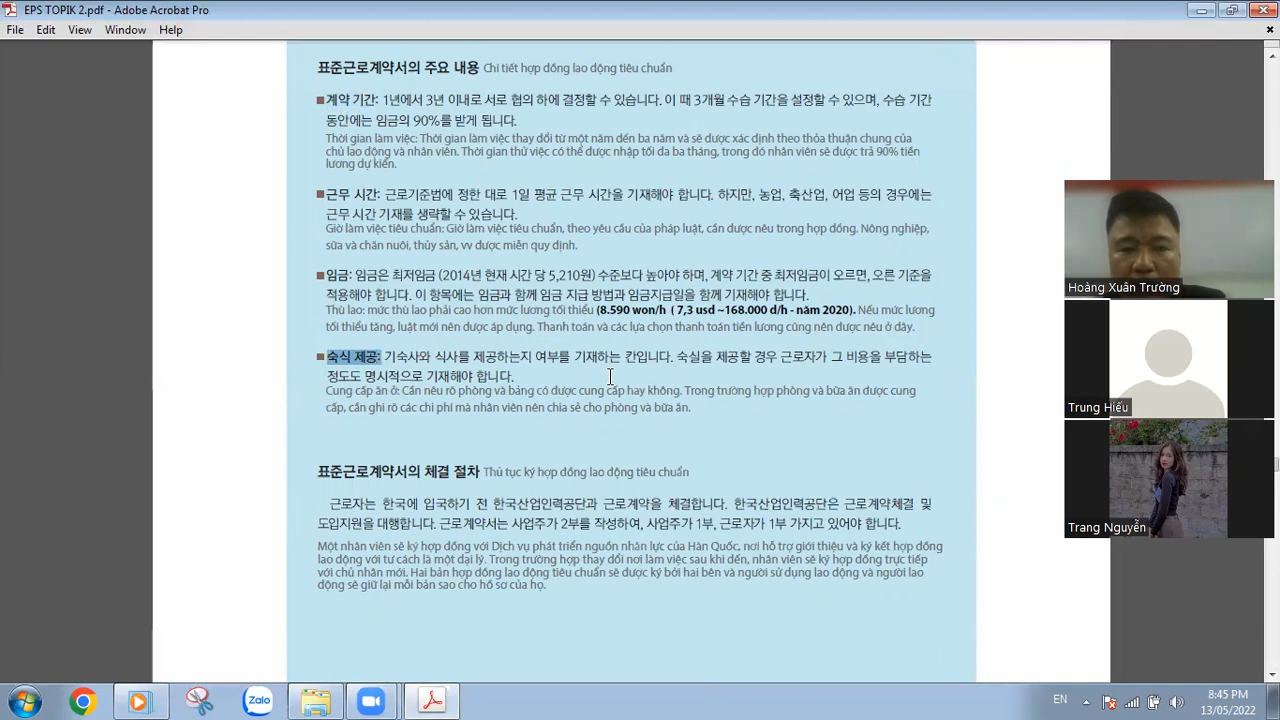 EPS TOPIK 2.pdf - Adobe Acrobat Pro
File Edit View Window Help
표준근로계약서의 주요 내용 Chi tiết hợp đồng lao động tiêu chuẩn
■계약 기간: 1년에서 3년 이내로 서로 협의 하에 결정할 수 있습니다. 이 때 3개월 수습 기간을 설정할 수 있으며, 수습 기간
동안에는 임금의 90%를 받게 됩니다.
Thời gian làm việc: Thời gian làm việc thay đổi từ một năm đến ba năm và sẽ được xác định theo thỏa thuận chung của
chủ lao động và nhân viên. Thời gian thử việc có thể được nhập tối đa ba tháng, trong đó nhân viên sẽ được trả 90% tiền
lương dự kiến.
■근무 시간: 근로기준법에 정한 대로 1일 평균 근무 시간을 기재해야 합니다. 하지만, 농업, 축산업, 어업 등의 경우에는
근무 시간 기재를 생략할 수 있습니다.
Giờ làm việc tiêu chuẩn: Giờ làm việc tiêu chuẩn, theo yêu cầu của pháp luật, cần được nêu trong hợp đồng. Nông nghiệp,
sữa và chăn nuôi, thủy sản, vv được miễn quy định.
■임금: 임금은 최저임금 (2014년 현재 시간 당 5,210원) 수준보다 높아야 하며, 계약 기간 중 최저임금이 오르면, 오른 기준을
적용해야 합니다. 이 항목에는 임금과 함께 임금 지급 방법과 임금지급일을 함께 기재해야 합니다.
Thù lao: mức thù lao phải cao hơn mức lương tối thiểu (8.590 won/h ( 7,3 usd ~168.000 d/h - năm 2020). Nếu mức lương
tối thiểu tăng, luật mới nên được áp dụng. Thanh toán và các lựa chọn thanh toán tiền lương cũng nên được nêu ở đây.
■숙식 제공: 기숙사와 식사를 제공하는지 여부를 기재하는 칸입니다. 숙실을 제공할 경우 근로자가 그 비용을 부담하는
정도도 명시적으로 기재해야 합니다.
Cung cấp ăn ở: Cần nêu rõ phòng và bảng có được cung cấp hay không. Trong trường hợp phòng và bữa ăn được cung
cấp, cần ghi rõ các chi phí mà nhân viên nên chia sẻ cho phòng và bữa ăn.
표준근로계약서의 체결 절차 Thủ tục ký hợp đồng lao động tiêu chuẩn
근로자는 한국에 입국하기 전 한국산업인력공단과 근로계약을 체결합니다. 한국산업인력공단은 근로계약체결 및
도입지원을 대행합니다. 근로계약서는 사업주가 2부를 작성하여, 사업주가 1부, 근로자가 1부 가지고 있어야 합니다.
Một nhân viên sẽ ký hợp đồng với Dịch vụ phát triển nguồn nhân lực của Hàn Quốc, nơi hỗ trợ giới thiệu và ký kết hợp đồng
lao động với tư cách là một đại lý. Trong trường hợp thay đổi nơi làm việc sau khi đến, nhân viên sẽ ký hợp đồng trực tiếp
với chủ nhân mới. Hai bản hợp đồng lao động tiêu chuẩn sẽ được ký bởi hai bên và người sử dụng lao động và người lao
động sẽ giữ lại mỗi bản sao cho hồ sơ của họ.
Hoàng Xuân Trường
Trung Hiếu
Trang Nguyễn
Zalo
EN
8:45 PM
13/05/2022